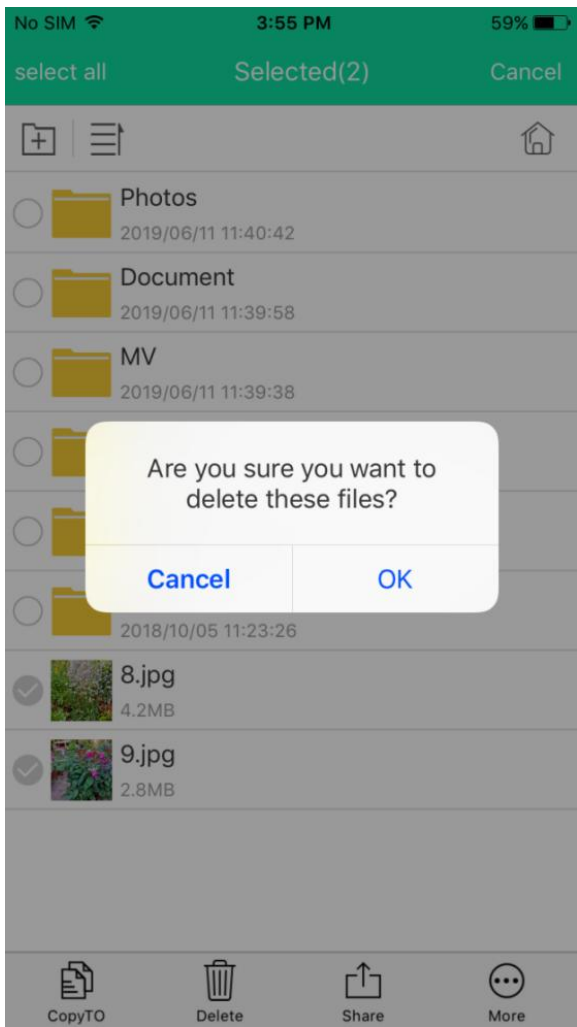 No SIM 3:55 PM 59%
select all Selected(2) Cancel
Photos
2019/06/11 11:40:42
Document
2019/06/11 11:39:58
MV
2019/06/11 11:39:38
Are you sure you want to
delete these files?
Cancel OK
2018/10/05 11:23:26
8.jpg
4.2MB
9.jpg
2.8MB
CopyTO Delete Share More